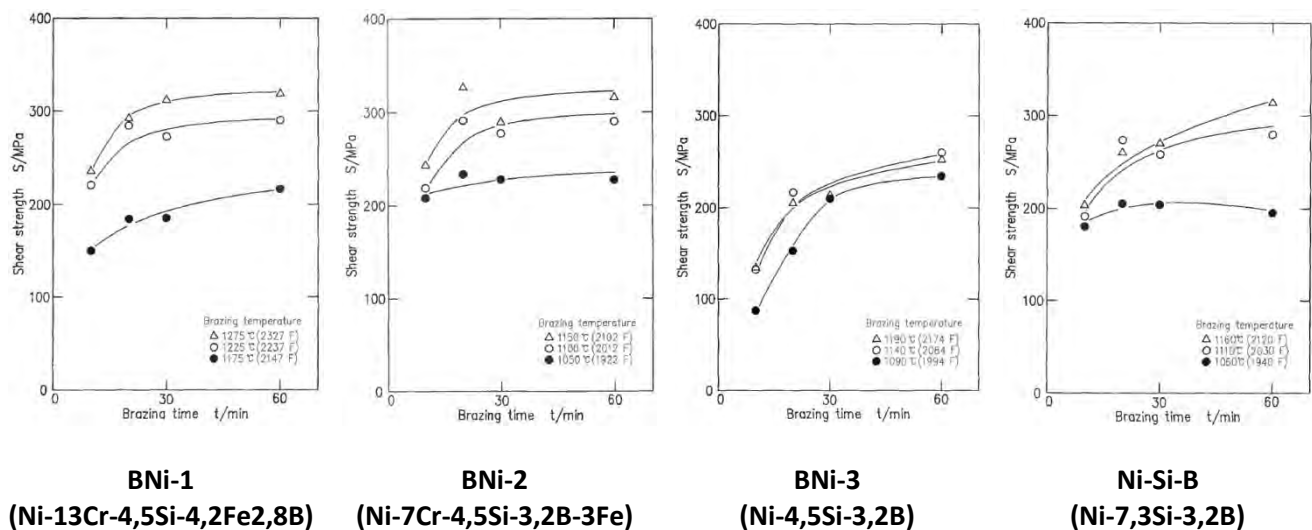 400
300
200
100
0
Shear strength S/MPa
Brazing temperature
△ 1275℃(2327 F)
○ 1225℃(2237 F)
● 1175℃(2147 F)
0 30 60
Brazing time t/min
BNi-1
(Ni-13Cr-4,5Si-4,2Fe2,8B)
400
300
200
100
0
Shear strength S/MPa
Brazing temperature
△ 1150℃(2102 F)
○ 1100℃(2012 F)
● 1050℃(1922 F)
0 30 60
Brazing time t/min
BNi-2
(Ni-7Cr-4,5Si-3,2B-3Fe)
400
300
200
100
0
Shear strength S/MPa
Brazing temperature
△ 1190℃(2174 F)
○ 1140℃(2084 F)
● 1090℃(1994 F)
0 30 60
Brazing time t/min
BNi-3
(Ni-4,5Si-3,2B)
400
300
200
100
0
Shear strength S/MPa
Brazing temperature
△ 1160℃(2120 F)
○ 1110℃(2030 F)
● 1060℃(1940 F)
0 30 60
Brazing time t/min
Ni-Si-B
(Ni-7,3Si-3,2B)